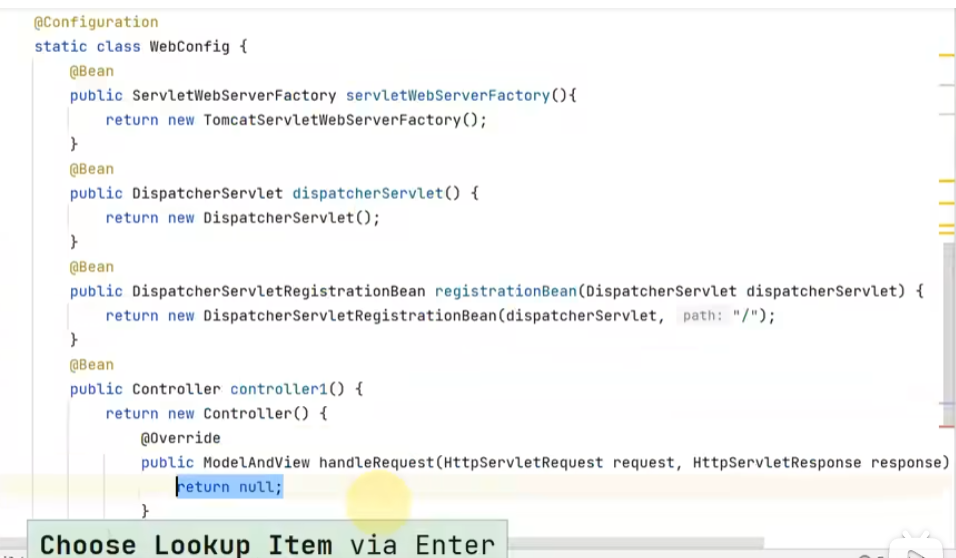 @Configuration
static class WebConfig {
@Bean
public ServletWebServerFactory servletWebServerFactory(){
return new TomcatServletWebServerFactory();
}
@Bean
public DispatcherServlet dispatcherServlet() {
return new DispatcherServlet();
}
@Bean
public DispatcherServletRegistrationBean registrationBean(DispatcherServlet dispatcherServlet) {
return new DispatcherServletRegistrationBean(dispatcherServlet, path: "/");
}
@Bean
public Controller controller1() {
return new Controller() {
@Override
public ModelAndView handleRequest(HttpServletRequest request, HttpServletResponse response)
return null;
}
Choose Lookup Item via Enter